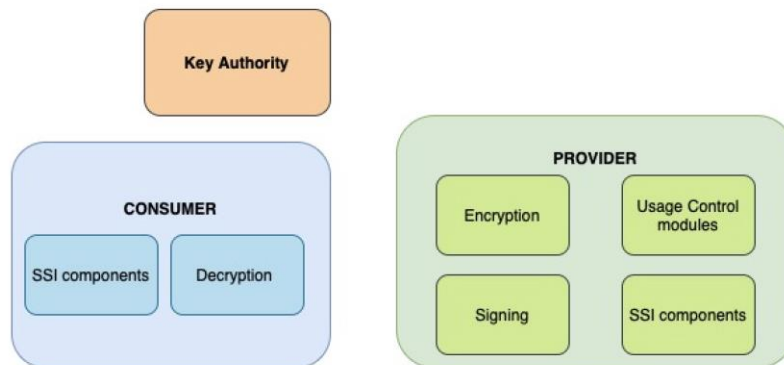 Key Authority
CONSUMER
SSI components
Decryption
PROVIDER
Encryption
Usage Control
modules
Signing
SSI components